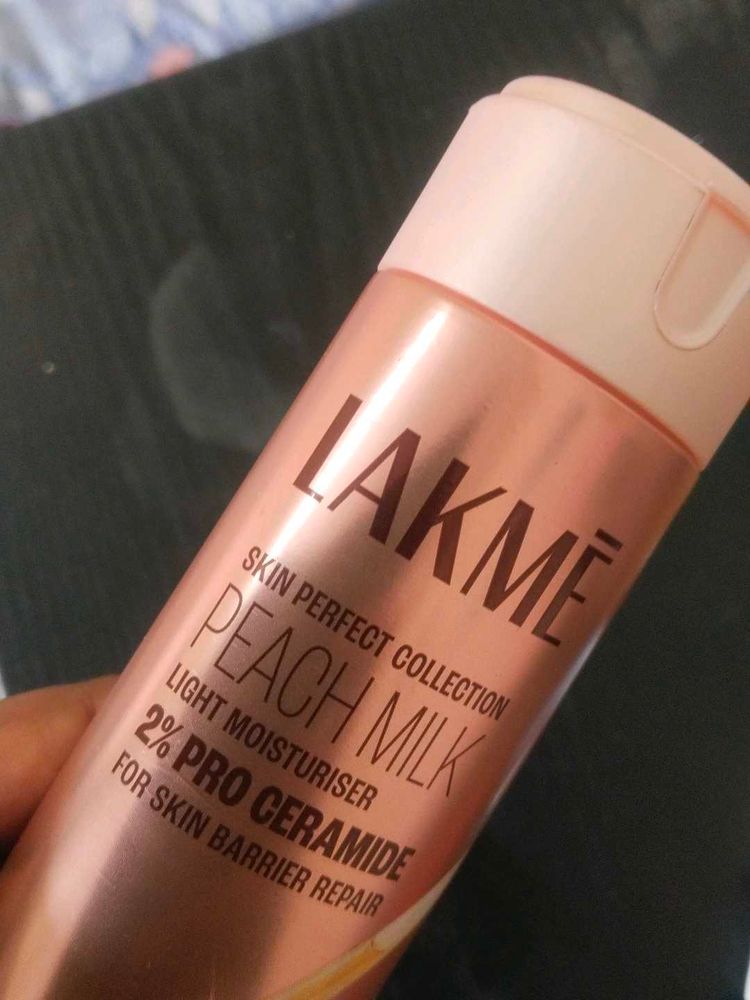 LAKMĒ
SKIN PERFECT COLLECTION
PEACH MILK
LIGHT MOISTURISER
2% PRO CERAMIDE
FOR SKIN BARRIER REPAIR